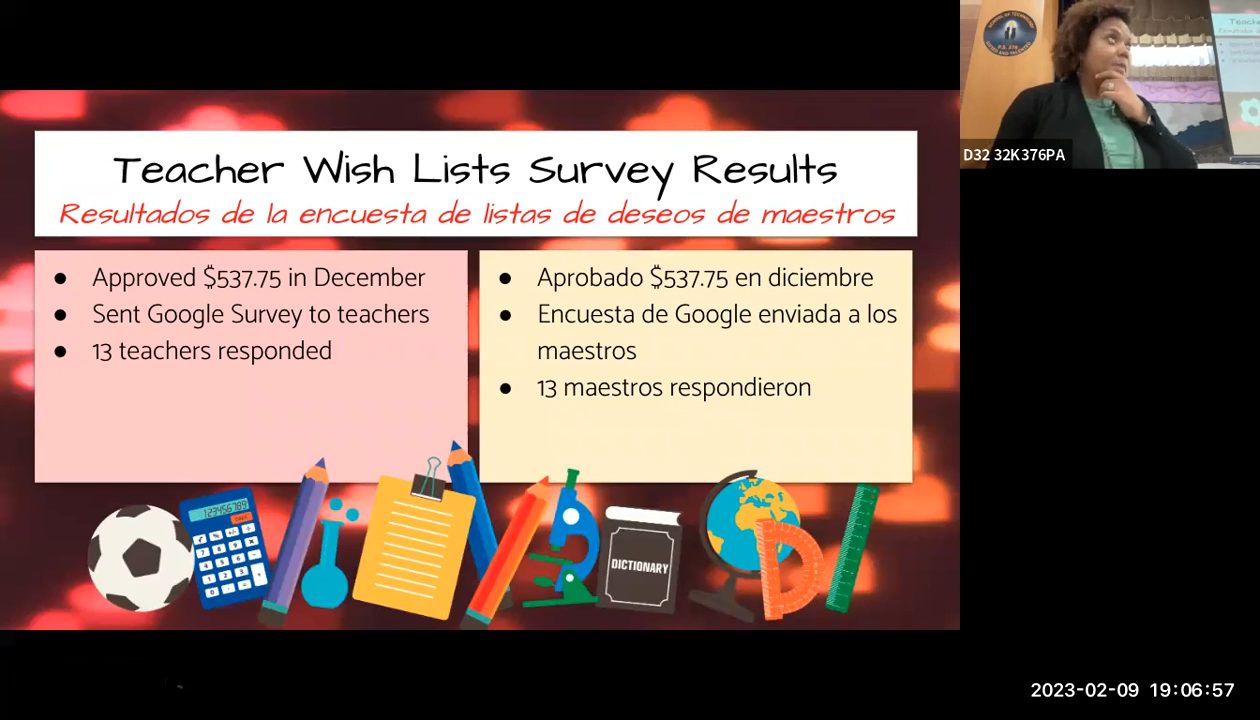 Teacher Wish Lists Survey Results
Resultados de la encuesta de listas de deseos de maestros
● Approved $537.75 in December
● Sent Google Survey to teachers
● 13 teachers responded
● Aprobado $537.75 en diciembre
● Encuesta de Google enviada a los
maestros
● 13 maestros respondieron
123456789
DICTIONARY
P.S. 376
D32 32K376PA
2023-02-09 19:06:57